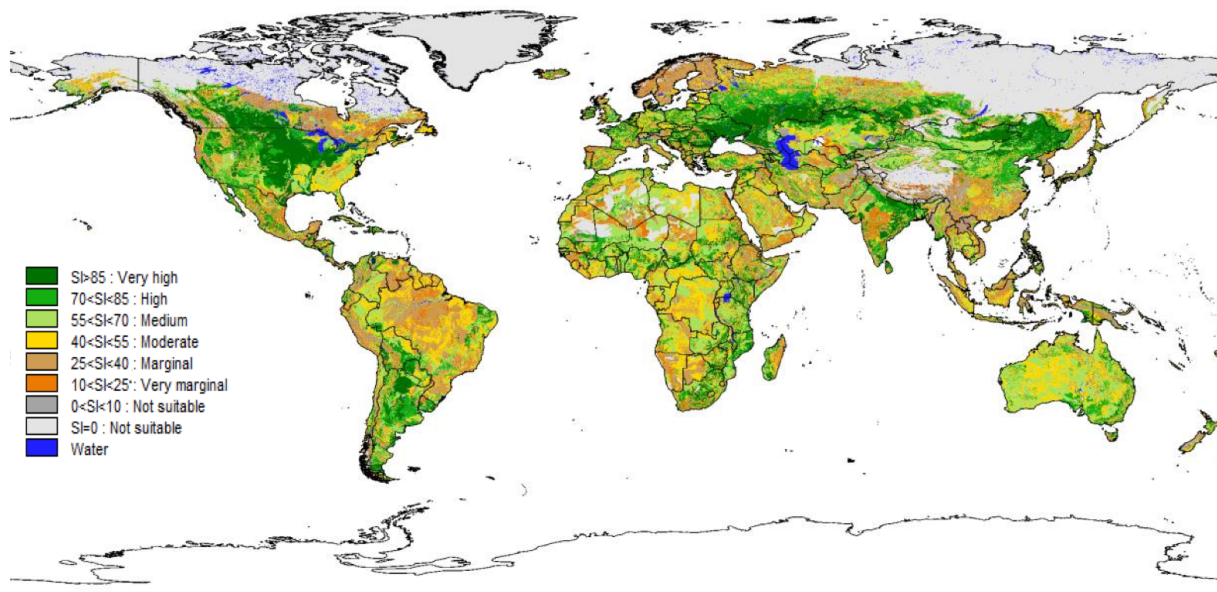 SI>85 : Very high
70<SI<85 : High
55<SI<70 : Medium
40<SI<55 : Moderate
25<SI<40 : Marginal
10<SI<25 : Very marginal
0<SI<10 : Not suitable
SI=0 : Not suitable
Water